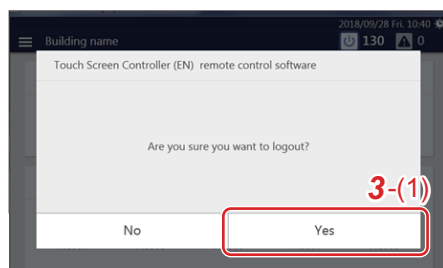 2018/09/28 Fri. 10:40
Building name
130
0
Touch Screen Controller (EN) remote control software
Are you sure you want to logout?
3-(1)
No
Yes